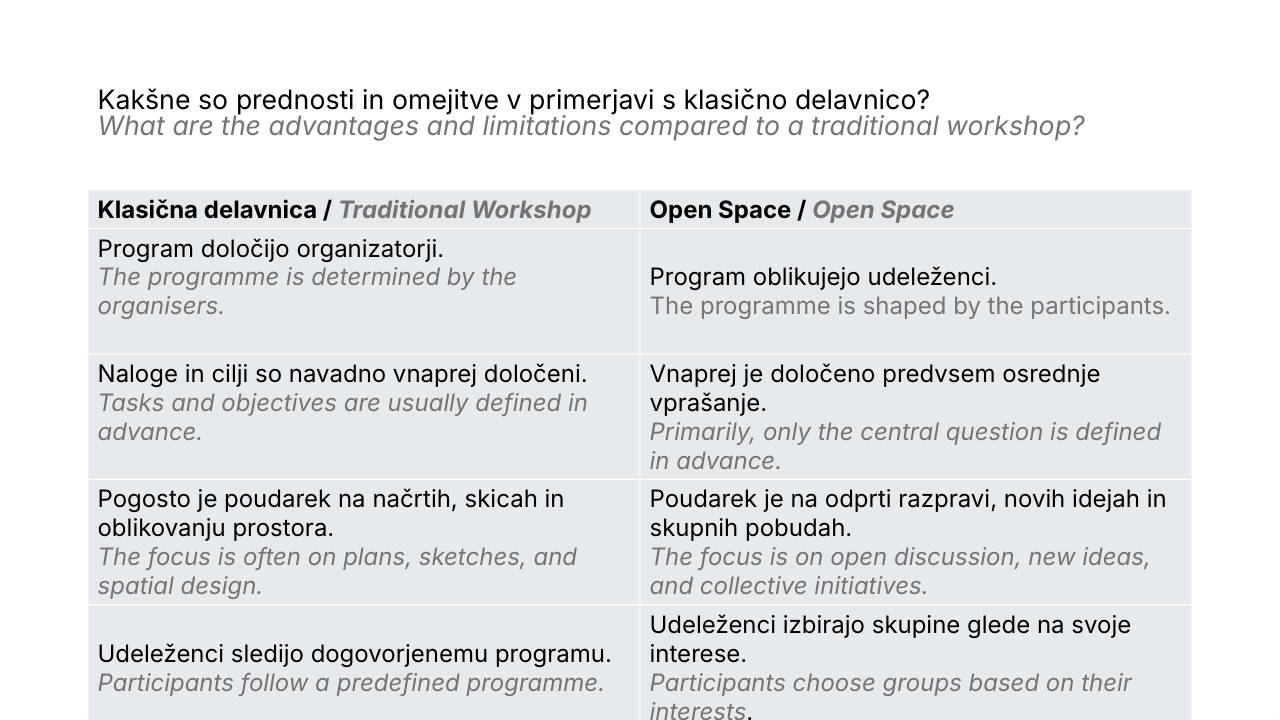 Kakšne so prednosti in omejitve v primerjavi s klasično delavnico?
What are the advantages and limitations compared to a traditional workshop?
Klasična delavnica / Traditional Workshop
Open Space / Open Space
Program določijo organizatorji.
The programme is determined by the
organisers.
Program oblikujejo udeleženci.
The programme is shaped by the participants.
Naloge in cilji so navadno vnaprej določeni.
Tasks and objectives are usually defined in
advance.
Vnaprej je določeno predvsem osrednje
vprašanje.
Primarily, only the central question is defined
in advance.
Pogosto je poudarek na načrtih, skicah in
oblikovanju prostora.
The focus is often on plans, sketches, and
spatial design.
Poudarek je na odprti razpravi, novih idejah in
skupnih pobudah.
The focus is on open discussion, new ideas,
and collective initiatives.
Udeleženci sledijo dogovorjenemu programu.
Participants follow a predefined programme.
Udeleženci izbirajo skupine glede na svoje
interese.
Participants choose groups based on their
interests.